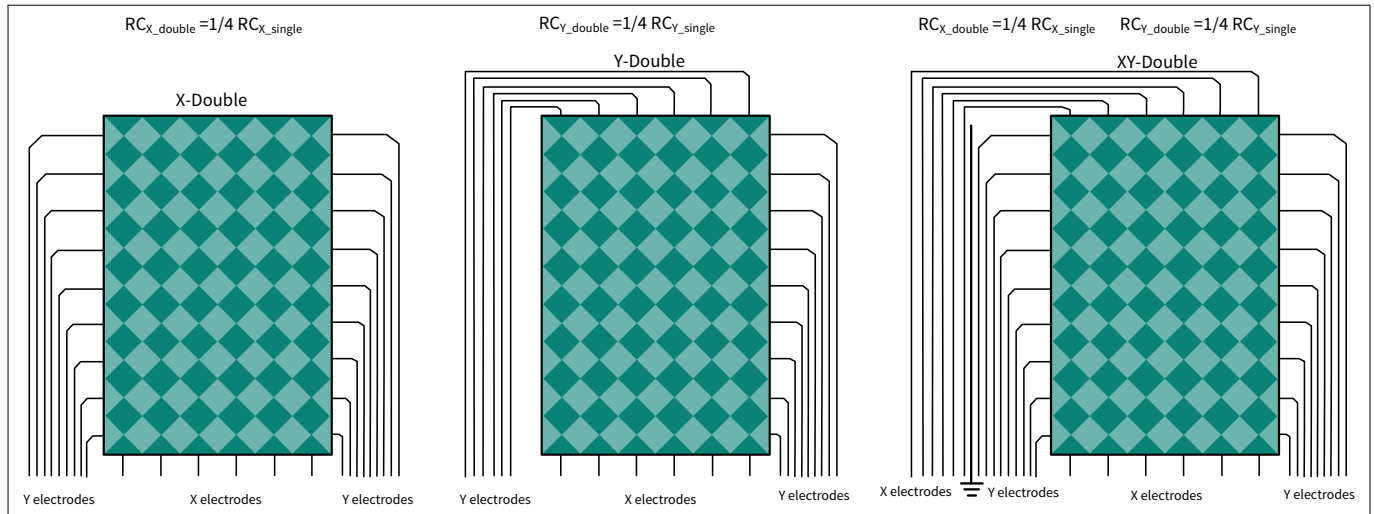 RCX_double =1/4 RCX_single
RCY_double =1/4 RCY_single
RCX_double =1/4 RCX_single RCY_double =1/4 RCY_single
X-Double
Y-Double
XY-Double
Y electrodes X electrodes Y electrodes
Y electrodes X electrodes Y electrodes
X electrodes Y electrodes X electrodes Y electrodes